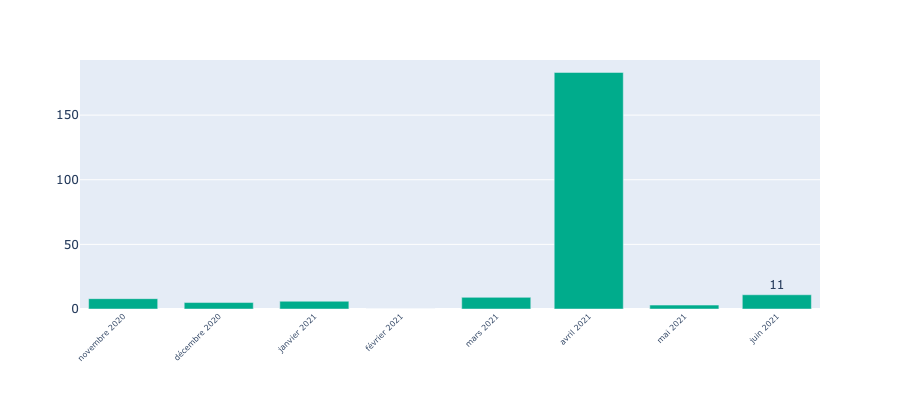 150
100
50
0
11
novembre 2020
décembre 2020
janvier 2021
février 2021
mars 2021
avril 2021
mai 2021
juin 2021